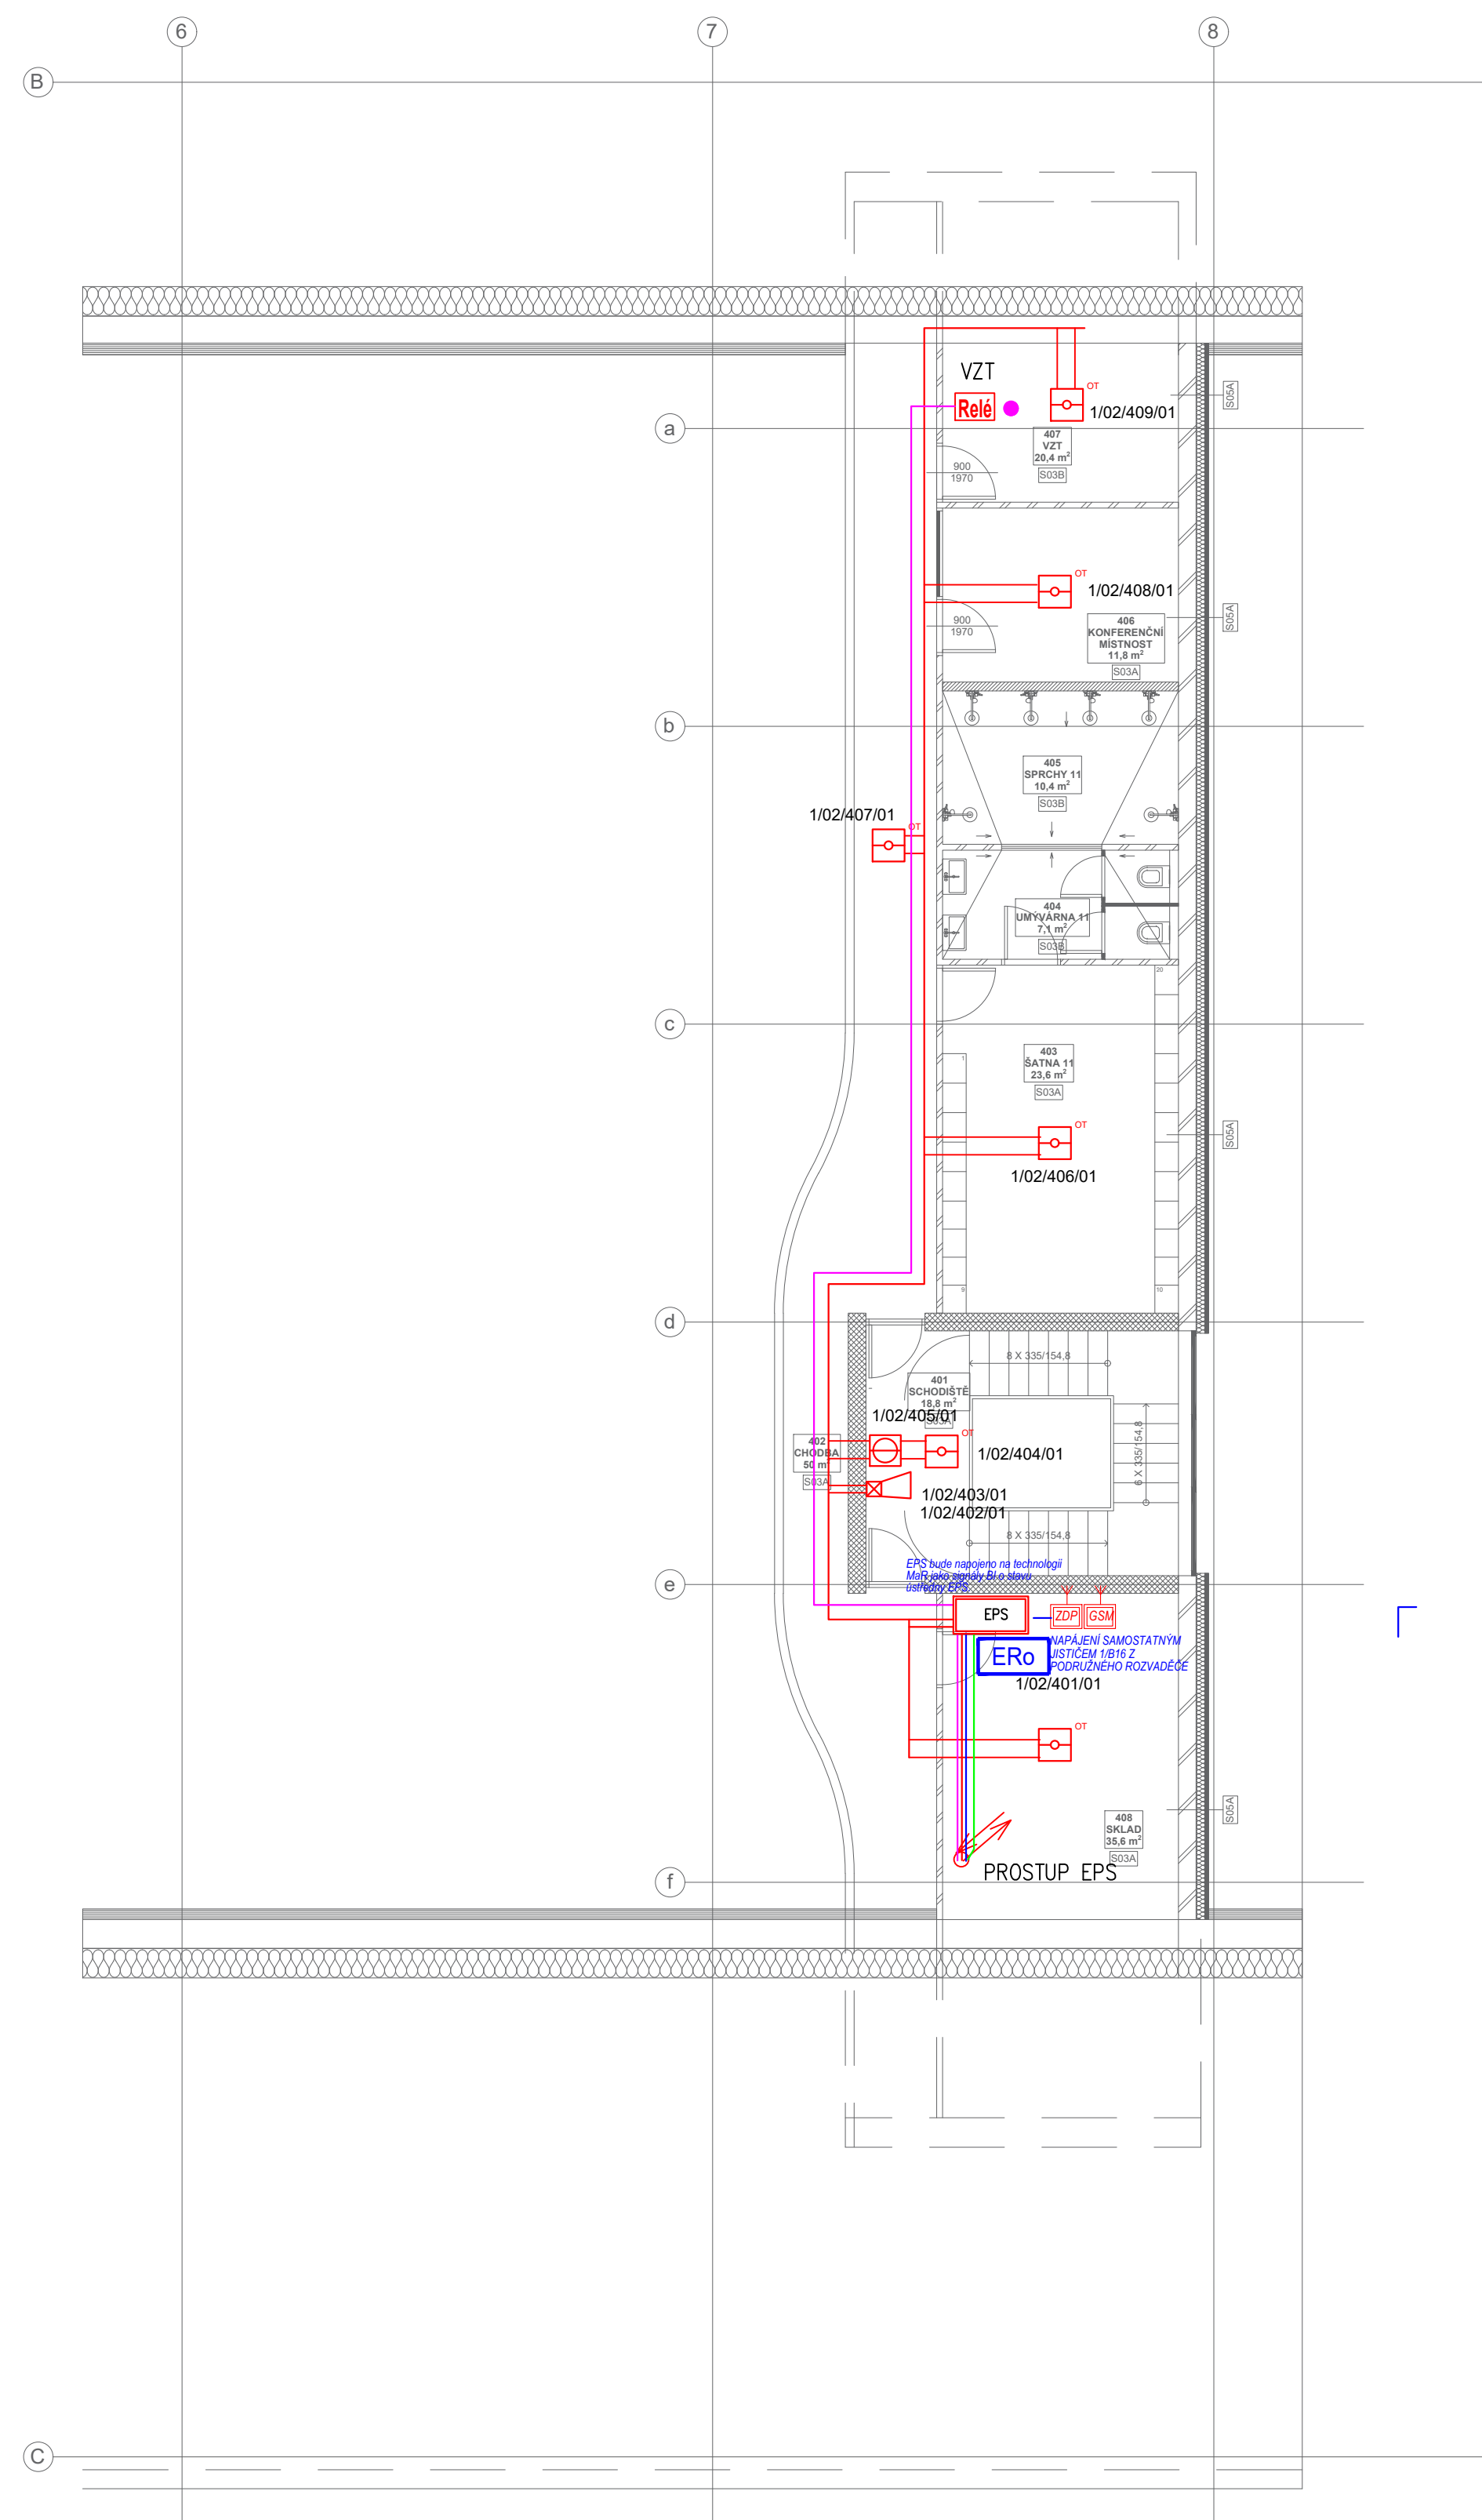 6
7
8
B
VZT
Relé
OT
1/02/409/01
S05A
a
407
VZT
20,4 m²
S03B
900
1970
OT
1/02/408/01
S05A
900
1970
406
KONFERENČNÍ
MÍSTNOST
11,8 m²
S03A
b
405
SPRCHY 11
10,4 m²
S03B
1/02/407/01
OT
404
UMÝVÁRNA 11
7,1 m²
S03B
20
c
403
ŠATNA 11
23,6 m²
S03A
1
OT
S05A
1/02/406/01
9
10
d
8 X 335/154,8
401
SCHODIŠTĚ
18,8 m²
S03A
1/02/405/01
OT
402
CHODBA
50 m²
S03A
1/02/404/01
6 X 335/154,8
1/02/403/01
1/02/402/01
8 X 335/154,8
EPS bude napojeno na technologii
MaR jako signály BI o stavu
ústředny EPS.
e
EPS
ZDP
GSM
ERo
NAPÁJENÍ SAMOSTATNÝM
JISTIČEM 1/B16 Z
PODRUŽNÉHO ROZVADĚČE
1/02/401/01
OT
S05A
408
SKLAD
35,6 m²
S03A
PROSTUP EPS
f
C